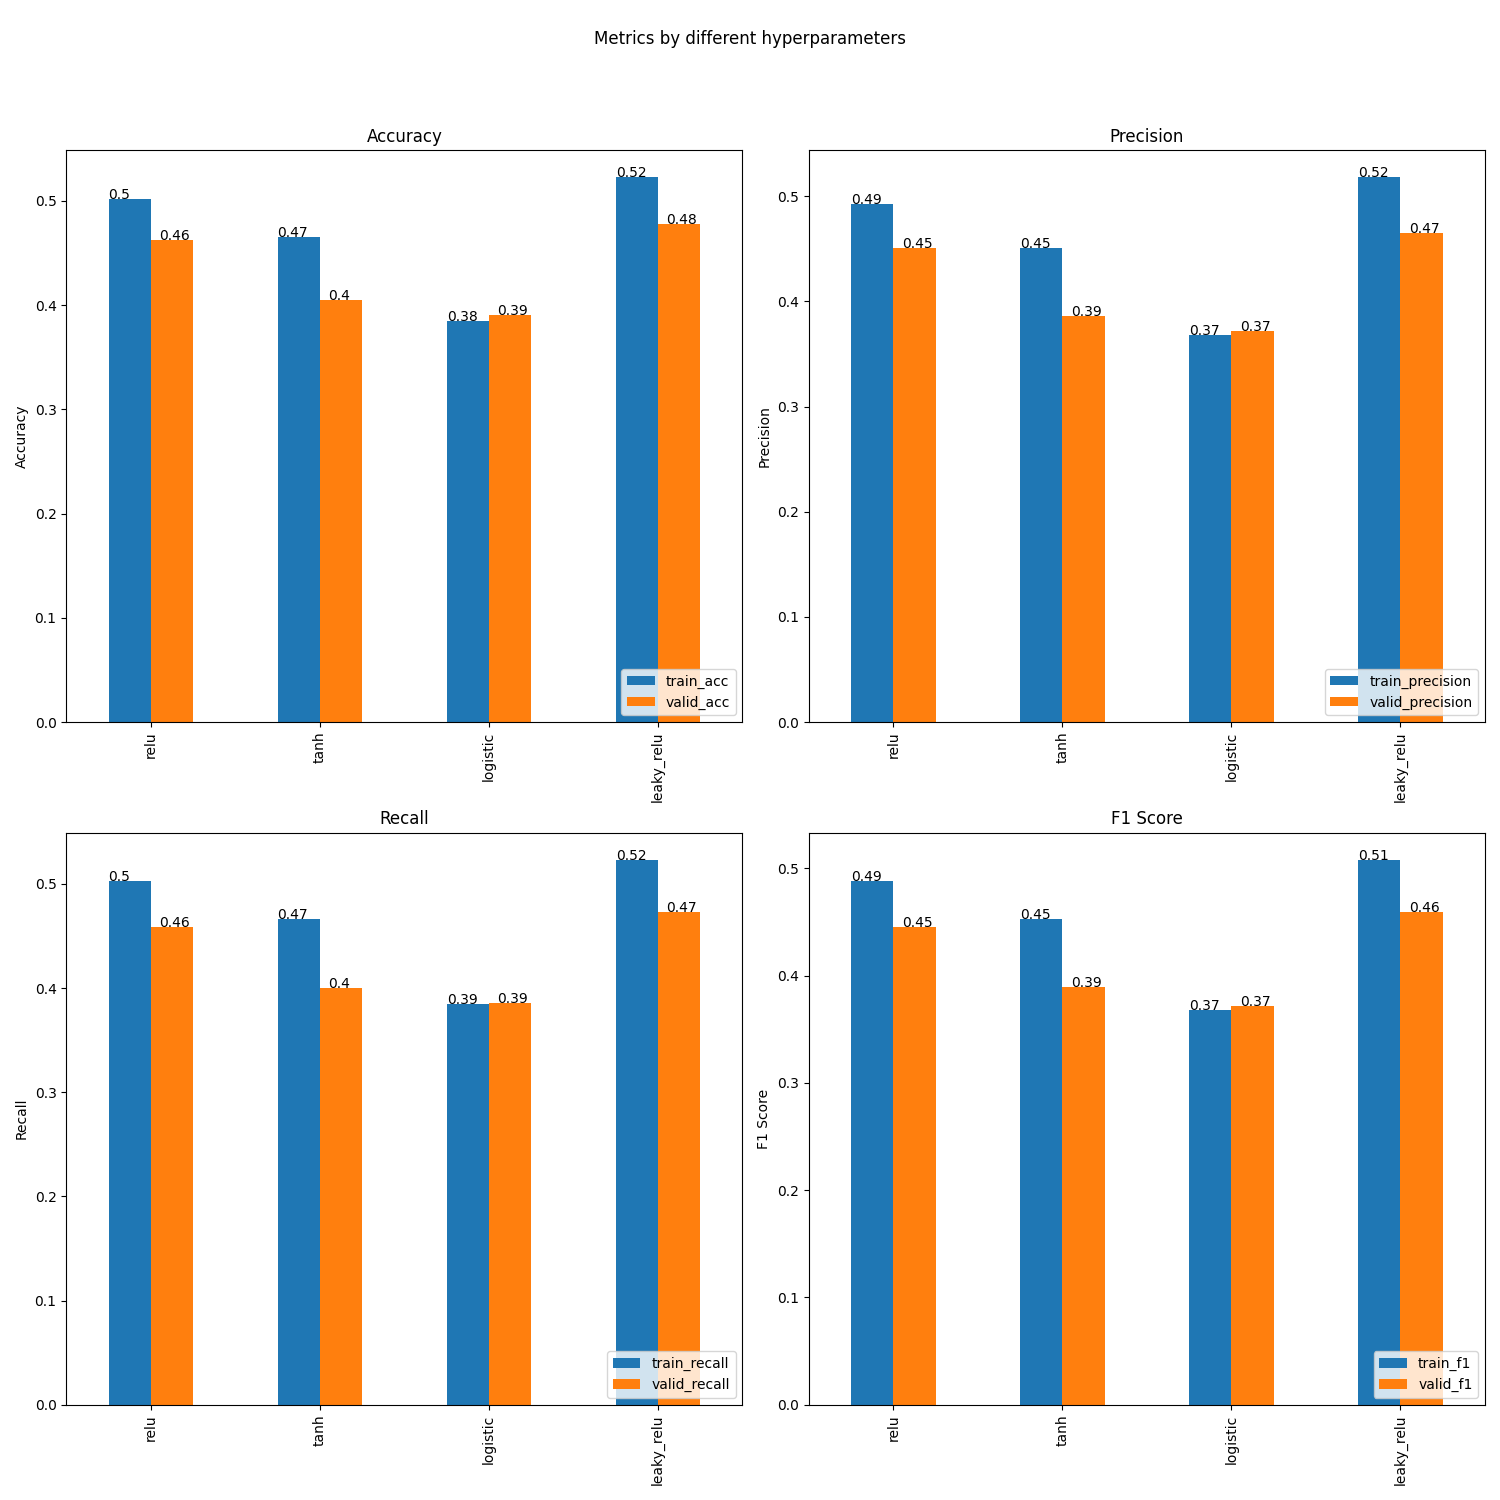 Metrics by different hyperparameters
Accuracy
Accuracy
0.5
0.4
0.3
0.2
0.1
0.0
0.5
0.46
0.47
0.4
0.38
0.39
0.52
0.48
train_acc
valid_acc
relu
tanh
logistic
leaky_relu
Precision
Precision
0.5
0.4
0.3
0.2
0.1
0.0
0.49
0.45
0.45
0.39
0.37
0.37
0.52
0.47
train_precision
valid_precision
relu
tanh
logistic
leaky_relu
Recall
Recall
0.5
0.4
0.3
0.2
0.1
0.0
0.5
0.46
0.47
0.4
0.39
0.39
0.52
0.47
train_recall
valid_recall
relu
tanh
logistic
leaky_relu
F1 Score
F1 Score
0.5
0.4
0.3
0.2
0.1
0.0
0.49
0.45
0.45
0.39
0.37
0.37
0.51
0.46
train_f1
valid_f1
relu
tanh
logistic
leaky_relu